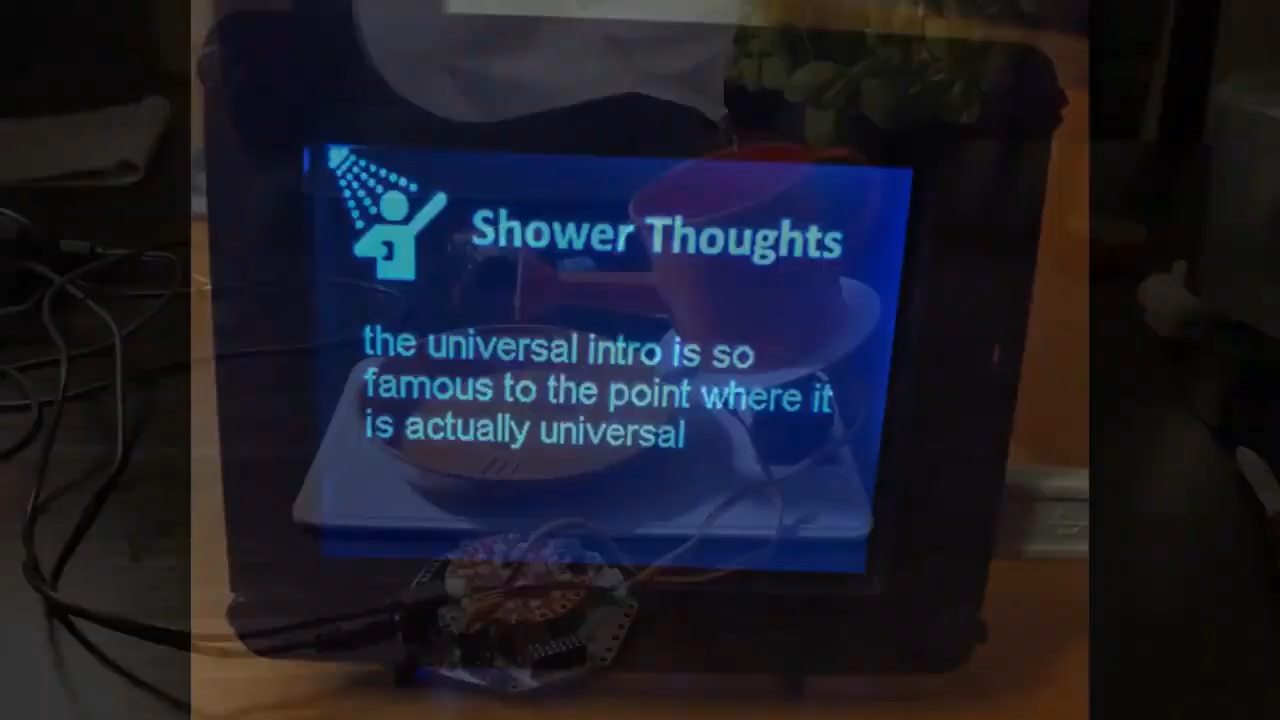 Shower Thoughts
the universal intro is so
famous to the point where it
is actually universal